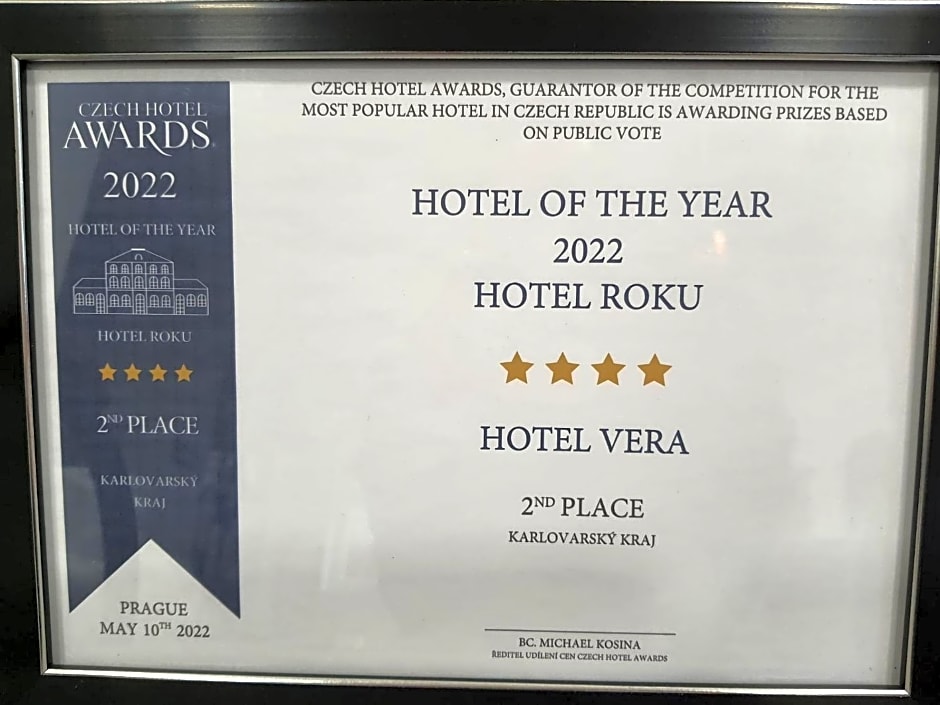 CZECH HOTEL
AWARDS
2022
HOTEL OF THE YEAR
HOTEL ROKU
2ND PLACE
KARLOVARSKÝ
KRAJ
PRAGUE
MAY 10TH 2022
CZECH HOTEL AWARDS, GUARANTOR OF THE COMPETITION FOR THE
MOST POPULAR HOTEL IN CZECH REPUBLIC IS AWARDING PRIZES BASED
ON PUBLIC VOTE
HOTEL OF THE YEAR
2022
HOTEL ROKU
HOTEL VERA
2ND PLACE
KARLOVARSKÝ KRAJ
BC. MICHAEL KOSINA
ŘEDITEL UDÍLENÍ CEN CZECH HOTEL AWARDS